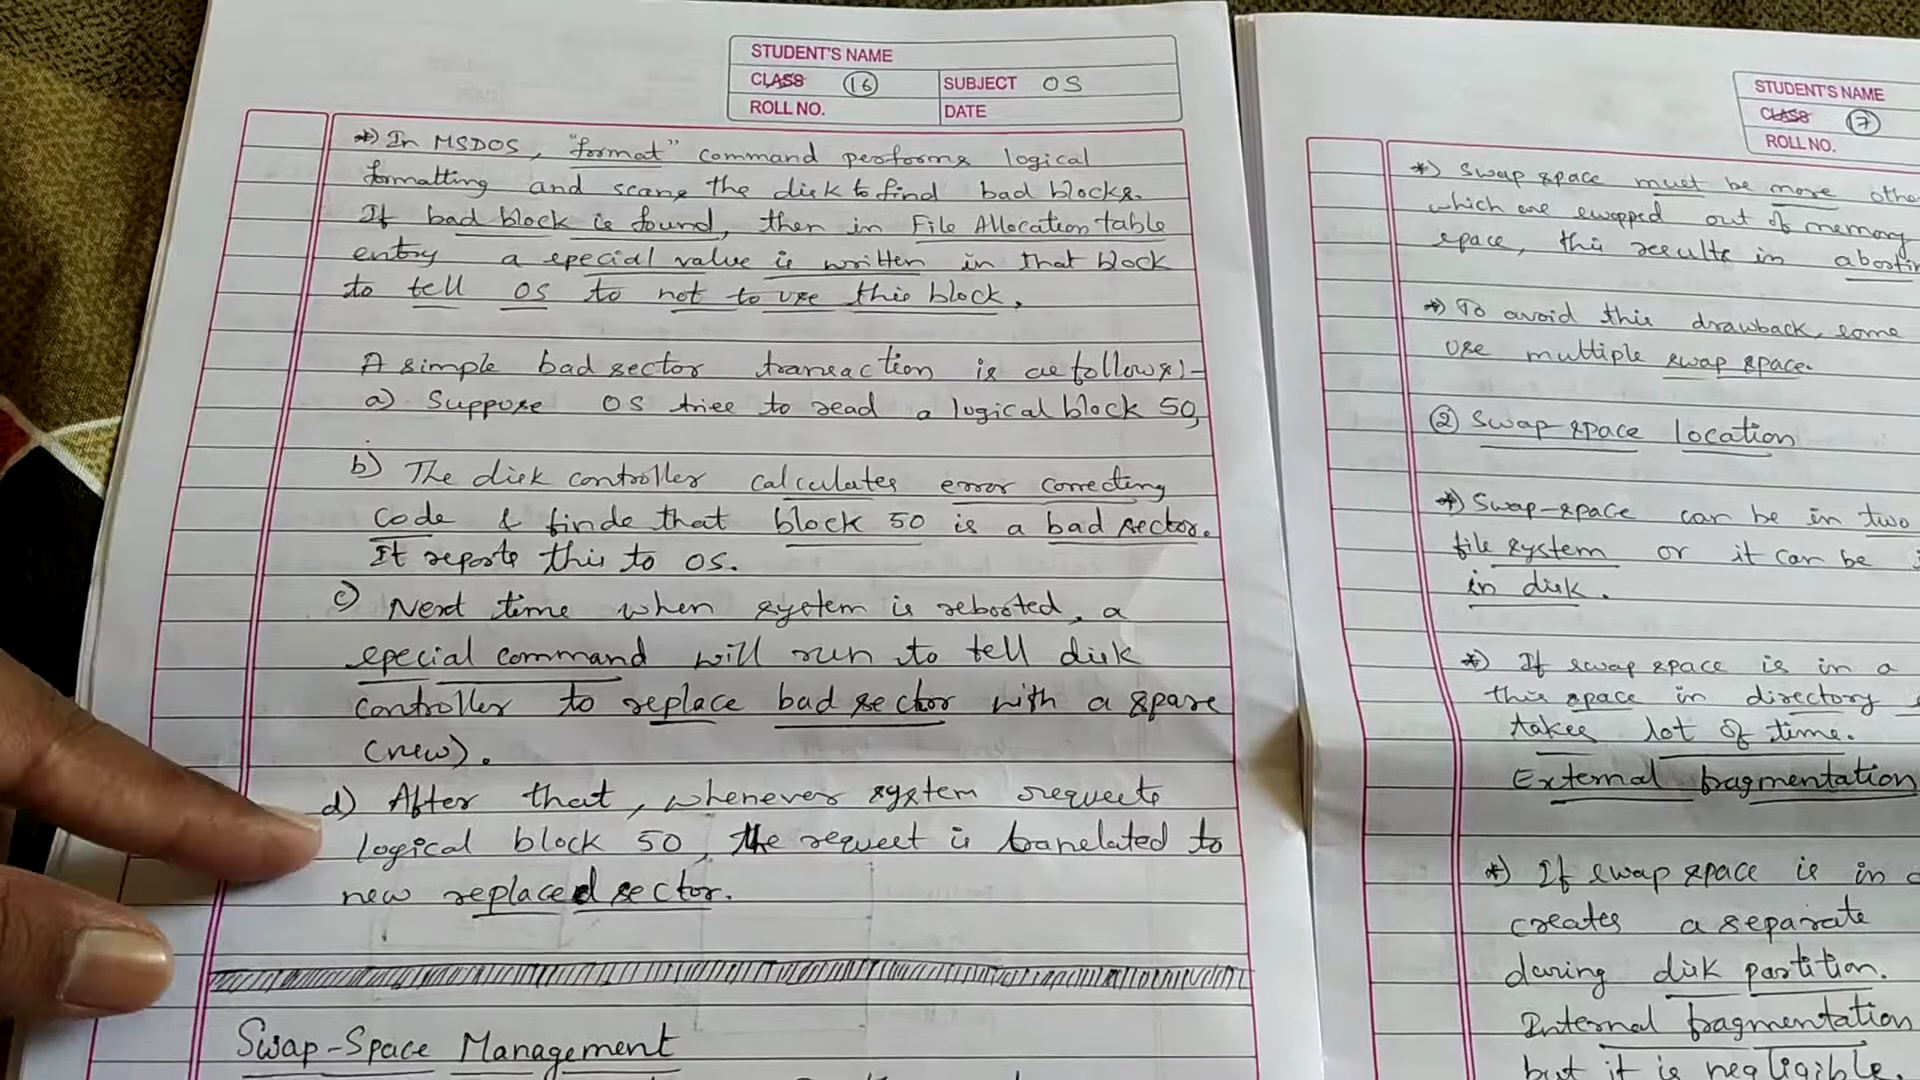 STUDENT'S NAME
CLASS 16 SUBJECT OS
ROLL NO. DATE
*) In MSDOS, "format" command performs logical
formatting and scans the disk to find bad blocks.
If bad block is found, then in File Allocation table
entry a special value is written in that block
to tell OS to not to use this block.
A simple bad sector transaction is as follows:-
a) Suppose OS tries to read a logical block 50,
b) The disk controller calculates error correcting
code & finds that block 50 is a bad sector.
It reports this to OS.
c) Next time when system is rebooted, a
special command will run to tell disk
controller to replace bad sector with a spare
(new).
d) After that, whenever system requests
logical block 50, the request is translated to
new replaced sector.
Swap-Space Management
STUDENT'S NAME
CLASS 17
ROLL NO.
*) Swap space must be more
which are swapped out of memory
space, this results in
*) To avoid this drawback, some
use multiple swap space.
② Swap-space location
*) Swap-space can be in two
file system or it can be
in disk.
*) If swap space is in a
this space in directory
takes lot of time.
External fragmentation
*) If swap space is in
creates a separate
during disk partition.
Internal fragmentation
but it is negligible.